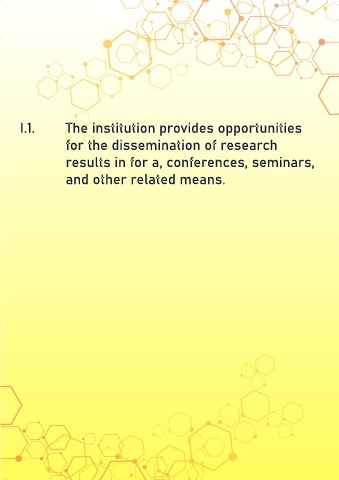 I.1. The institution provides opportunities
for the dissemination of research
results in for a, conferences, seminars,
and other related means.